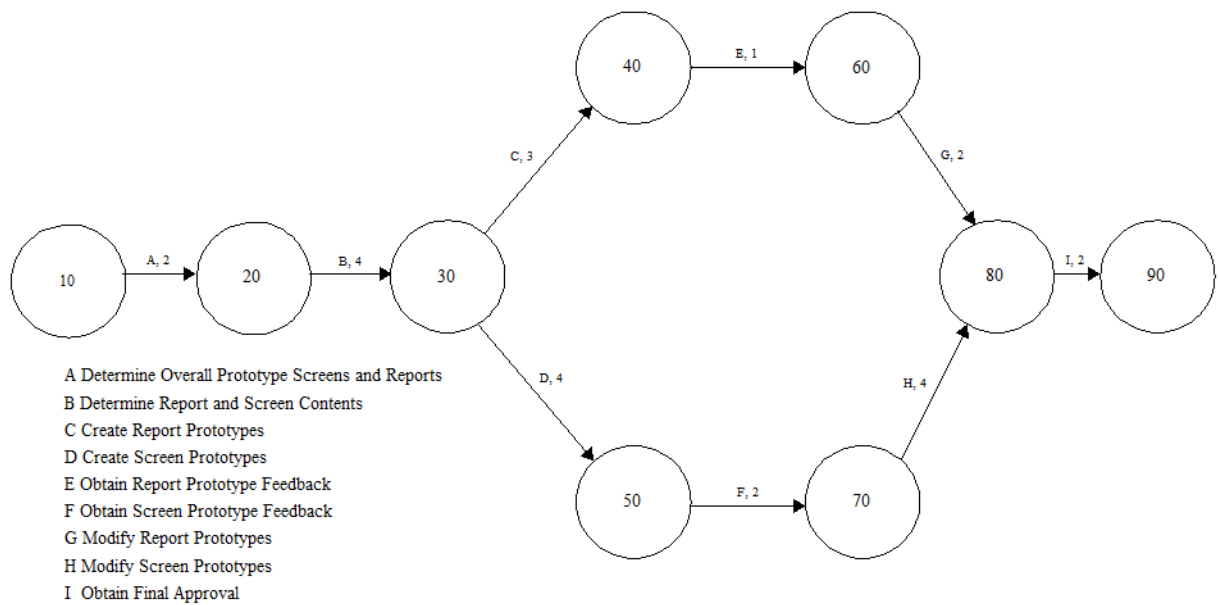 40
E, 1
60
C, 3
G, 2
10
A, 2
20
B, 4
30
80
I, 2
90
D, 4
H, 4
50
F, 2
70
A Determine Overall Prototype Screens and Reports
B Determine Report and Screen Contents
C Create Report Prototypes
D Create Screen Prototypes
E Obtain Report Prototype Feedback
F Obtain Screen Prototype Feedback
G Modify Report Prototypes
H Modify Screen Prototypes
I Obtain Final Approval